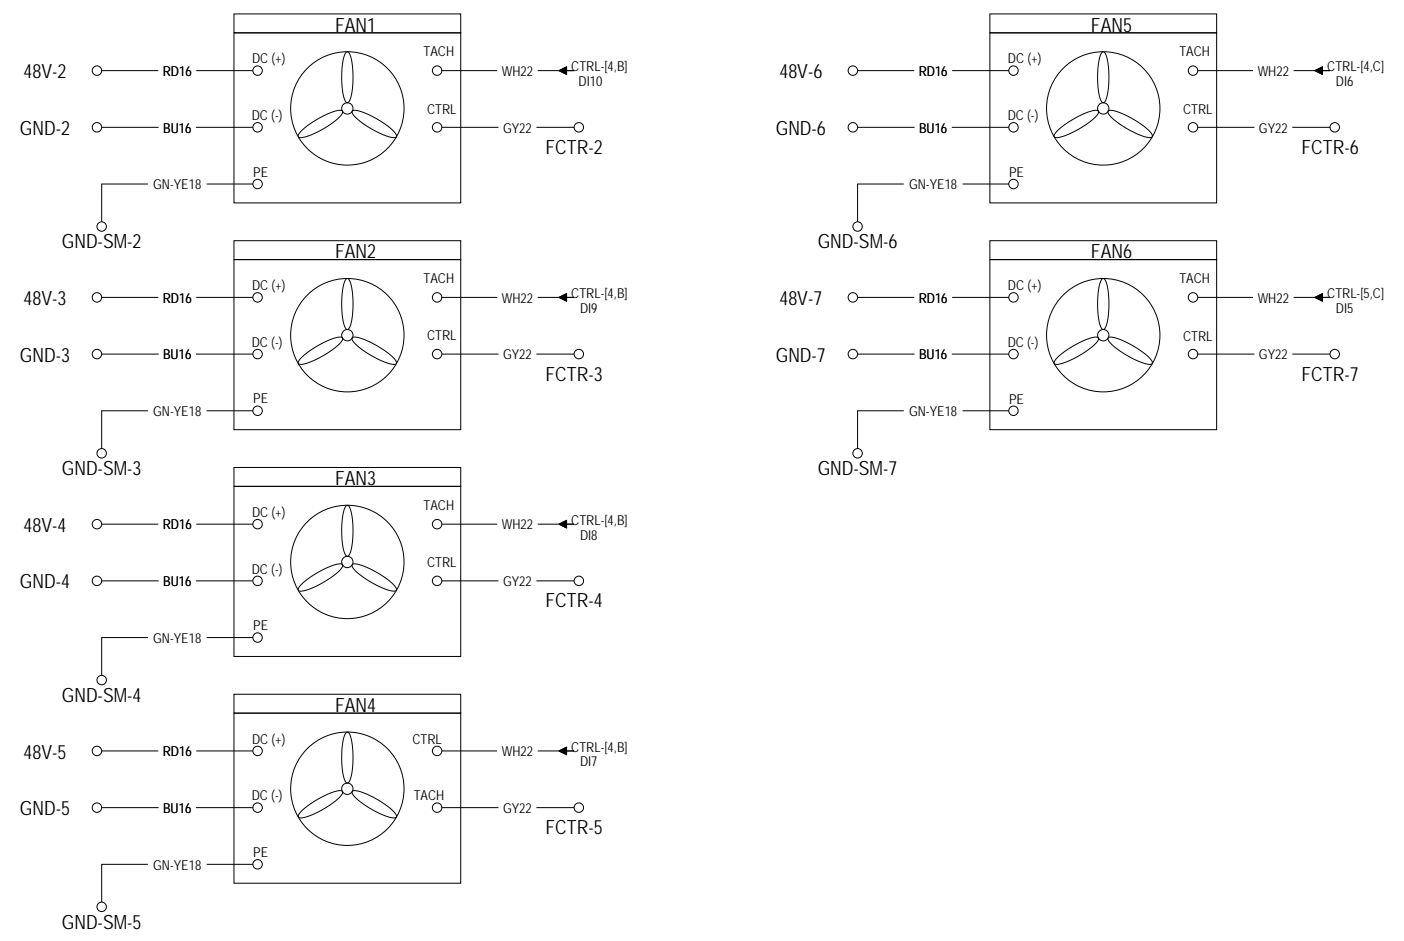 FAN1
48V-2
RD16
DC (+)
TACH
WH22
CTRL-[4,B]
DI10
GND-2
BU16
DC (-)
CTRL
GY22
FCTR-2
PE
GN-YE18
GND-SM-2
FAN2
48V-3
RD16
DC (+)
TACH
WH22
CTRL-[4,B]
DI9
GND-3
BU16
DC (-)
CTRL
GY22
FCTR-3
PE
GN-YE18
GND-SM-3
FAN3
48V-4
RD16
DC (+)
TACH
WH22
CTRL-[4,B]
DI8
GND-4
BU16
DC (-)
CTRL
GY22
FCTR-4
PE
GN-YE18
GND-SM-4
FAN4
48V-5
RD16
DC (+)
CTRL
WH22
CTRL-[4,B]
DI7
GND-5
BU16
DC (-)
TACH
GY22
FCTR-5
PE
GN-YE18
GND-SM-5
FAN5
48V-6
RD16
DC (+)
TACH
WH22
CTRL-[4,C]
DI6
GND-6
BU16
DC (-)
CTRL
GY22
FCTR-6
PE
GN-YE18
GND-SM-6
FAN6
48V-7
RD16
DC (+)
TACH
WH22
CTRL-[5,C]
DI5
GND-7
BU16
DC (-)
CTRL
GY22
FCTR-7
PE
GN-YE18
GND-SM-7